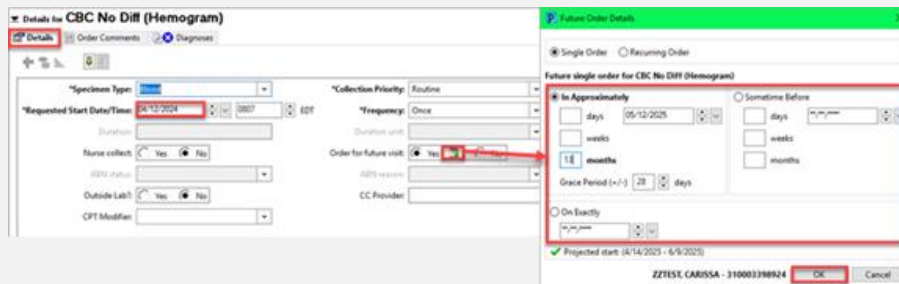 Details for CBC No Diff (Hemogram)
Details Order Comments Diagnoses
*Specimen Type: Blood
*Collection Priority: Routine
*Requested Start Date/Time: 04/12/2024 0807 EDT
*Frequency: Once
Duration:
Duration unit:
Nurse collect: Yes No
Order for future visit: Yes No
ABN status:
ABN reason:
Outside Lab?: Yes No
CC Provider:
CPT Modifier:
Future Order Details
Single Order Recurring Order
Future single order for CBC No DIFF (Hemogram)
In Approximately
Sometime Before
days 05/12/2025
days **/**/****
weeks
weeks
13 months
months
Grace Period (+/-) 28 days
On Exactly
**/**/****
Projected start: (4/14/2025 - 6/9/2025)
ZZTEST, CARISSA - 310003398924 OK Cancel